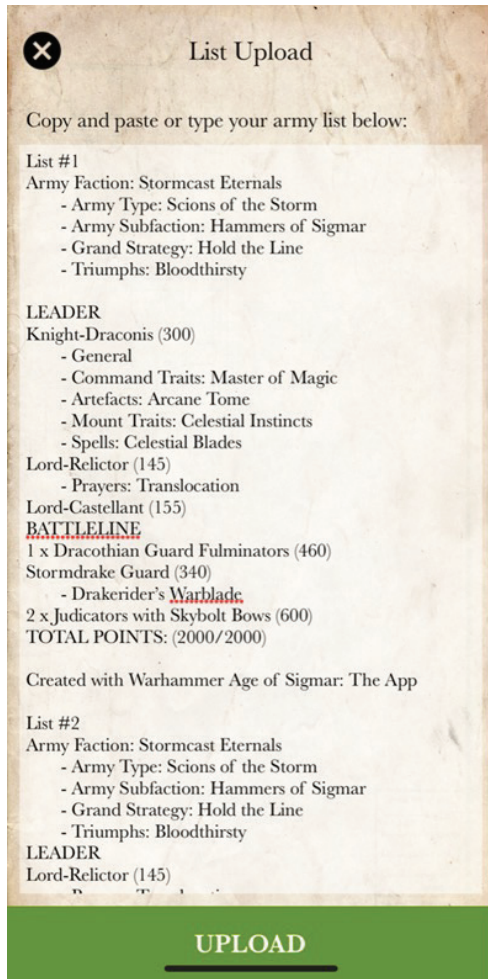 List Upload
Copy and paste or type your army list below:
List #1
Army Faction: Stormcast Eternals
- Army Type: Scions of the Storm
- Army Subfaction: Hammers of Sigmar
- Grand Strategy: Hold the Line
- Triumphs: Bloodthirsty
LEADER
Knight-Draconis (300)
- General
- Command Traits: Master of Magic
- Artefacts: Arcane Tome
- Mount Traits: Celestial Instincts
- Spells: Celestial Blades
Lord-Relictor (145)
- Prayers: Translocation
Lord-Castellant (155)
BATTLELINE
1 x Dracothian Guard Fulminators (460)
Stormdrake Guard (340)
- Drakerider's Warblade
2 x Judicators with Skybolt Bows (600)
TOTAL POINTS: (2000/2000)
Created with Warhammer Age of Sigmar: The App
List #2
Army Faction: Stormcast Eternals
- Army Type: Scions of the Storm
- Army Subfaction: Hammers of Sigmar
- Grand Strategy: Hold the Line
- Triumphs: Bloodthirsty
LEADER
Lord-Relictor (145)
UPLOAD